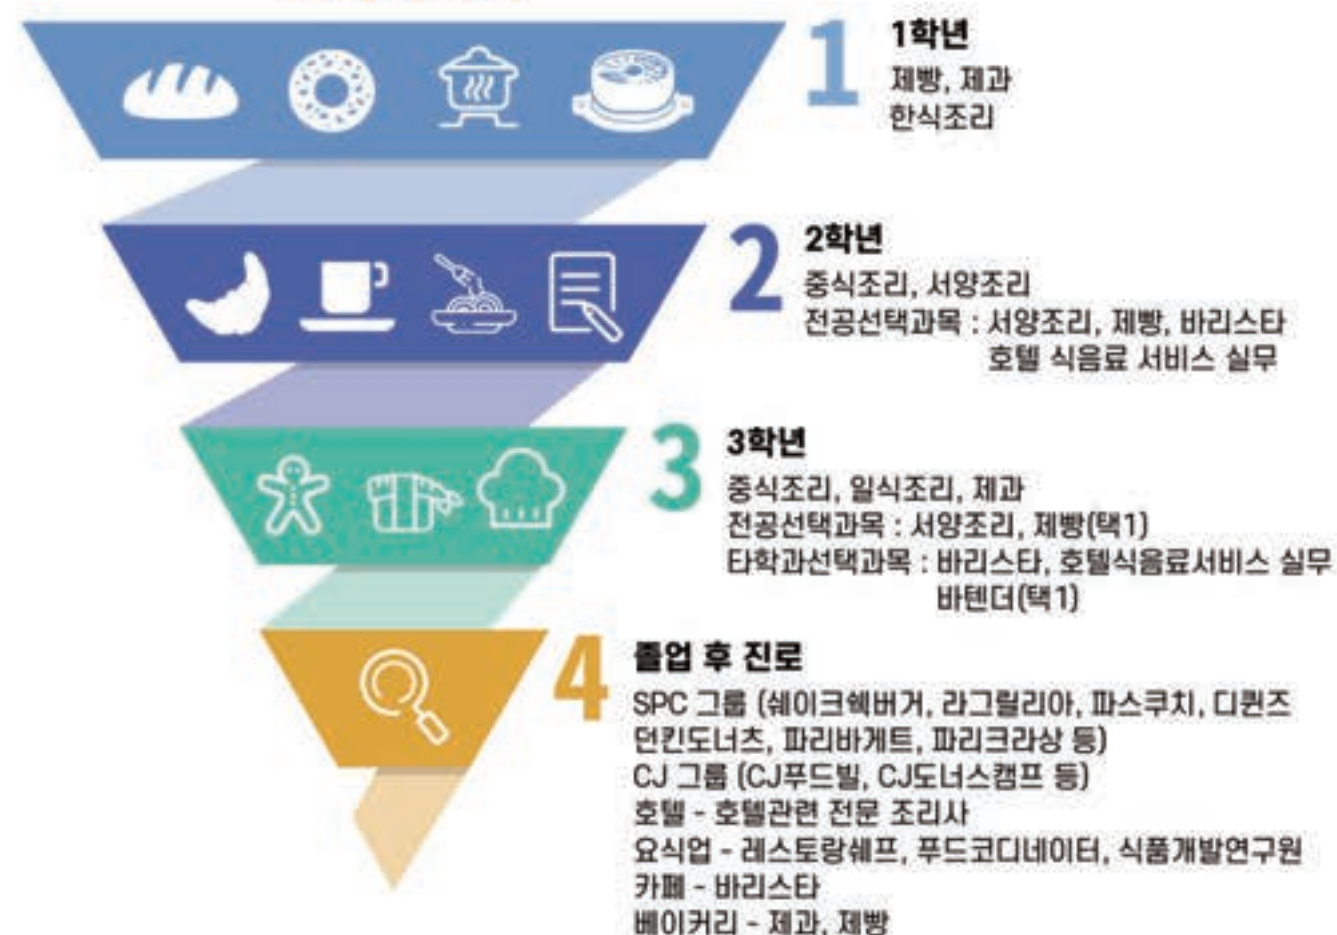 1
1학년
제빵, 제과
한식조리
2
2학년
중식조리, 서양조리
전공선택과목 : 서양조리, 제빵, 바리스타
호텔 식음료 서비스 실무
3
3학년
중식조리, 일식조리, 제과
전공선택과목 : 서양조리, 제빵(택1)
타학과선택과목 : 바리스타, 호텔식음료서비스 실무
바텐더(택1)
4
졸업 후 진로
SPC 그룹 (쉐이크쉑버거, 라그릴리아, 파스쿠치, 디퀸즈
던킨도너츠, 파리바게트, 파리크라상 등)
CJ 그룹 (CJ푸드빌, CJ도너스캠프 등)
호텔 - 호텔관련 전문 조리사
요식업 - 레스토랑쉐프, 푸드코디네이터, 식품개발연구원
카페 - 바리스타
베이커리 - 제과, 제빵